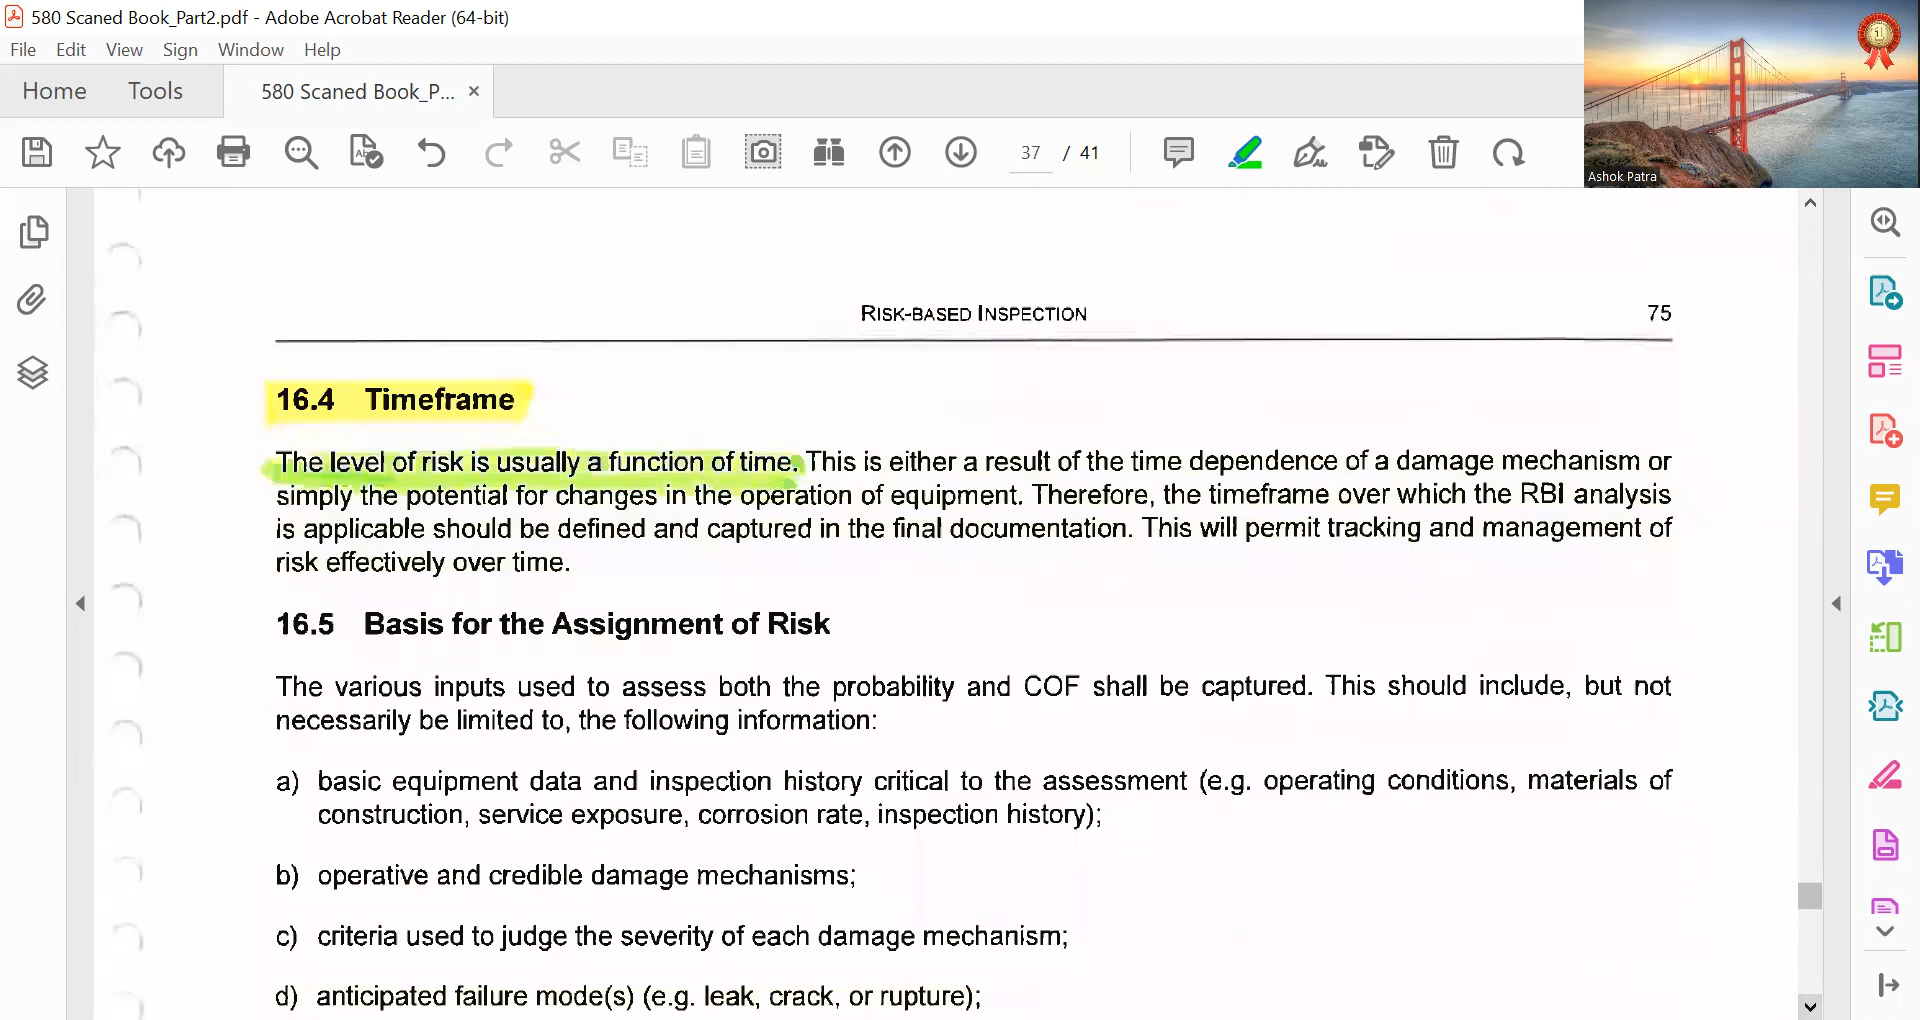 580 Scaned Book_Part2.pdf - Adobe Acrobat Reader (64-bit)
File Edit View Sign Window Help
Home Tools 580 Scaned Book_P... ×
37 / 41
1
Ashok Patra
RISK-BASED INSPECTION 75
16.4 Timeframe
The level of risk is usually a function of time. This is either a result of the time dependence of a damage mechanism or
simply the potential for changes in the operation of equipment. Therefore, the timeframe over which the RBI analysis
is applicable should be defined and captured in the final documentation. This will permit tracking and management of
risk effectively over time.
16.5 Basis for the Assignment of Risk
The various inputs used to assess both the probability and COF shall be captured. This should include, but not
necessarily be limited to, the following information:
a) basic equipment data and inspection history critical to the assessment (e.g. operating conditions, materials of
construction, service exposure, corrosion rate, inspection history);
b) operative and credible damage mechanisms;
c) criteria used to judge the severity of each damage mechanism;
d) anticipated failure mode(s) (e.g. leak, crack, or rupture);